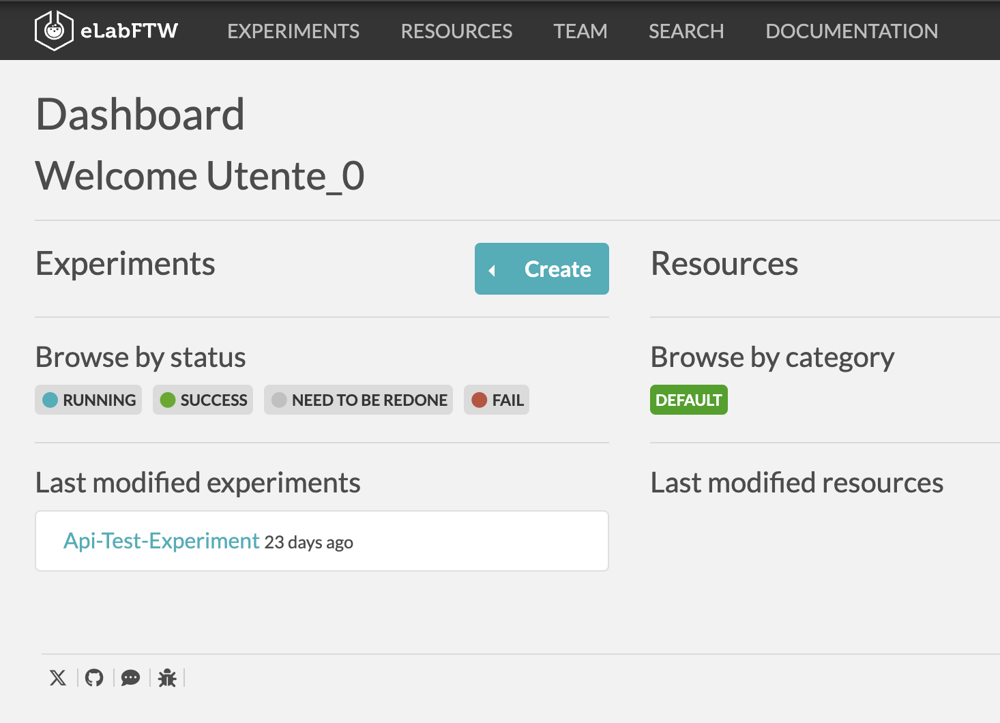 eLabFTW EXPERIMENTS RESOURCES TEAM SEARCH DOCUMENTATION
Dashboard
Welcome Utente_0
Experiments
Create
Resources
Browse by status
RUNNING SUCCESS NEED TO BE REDONE FAIL
Browse by category
DEFAULT
Last modified experiments
Api-Test-Experiment 23 days ago
Last modified resources